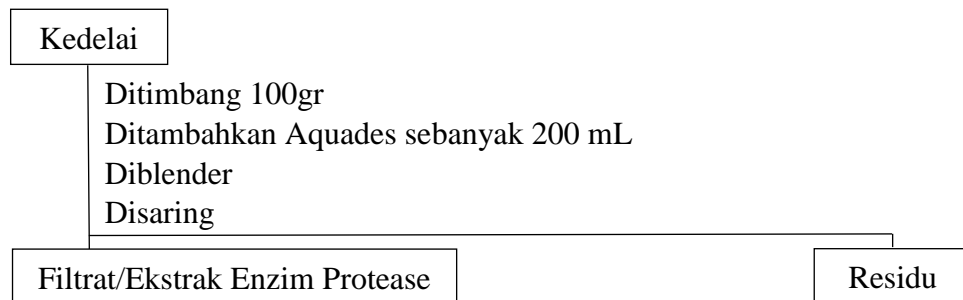 Kedelai
Ditimbang 100gr
Ditambahkan Aquades sebanyak 200 mL
Diblender
Disaring
Filtrat/Ekstrak Enzim Protease
Residu